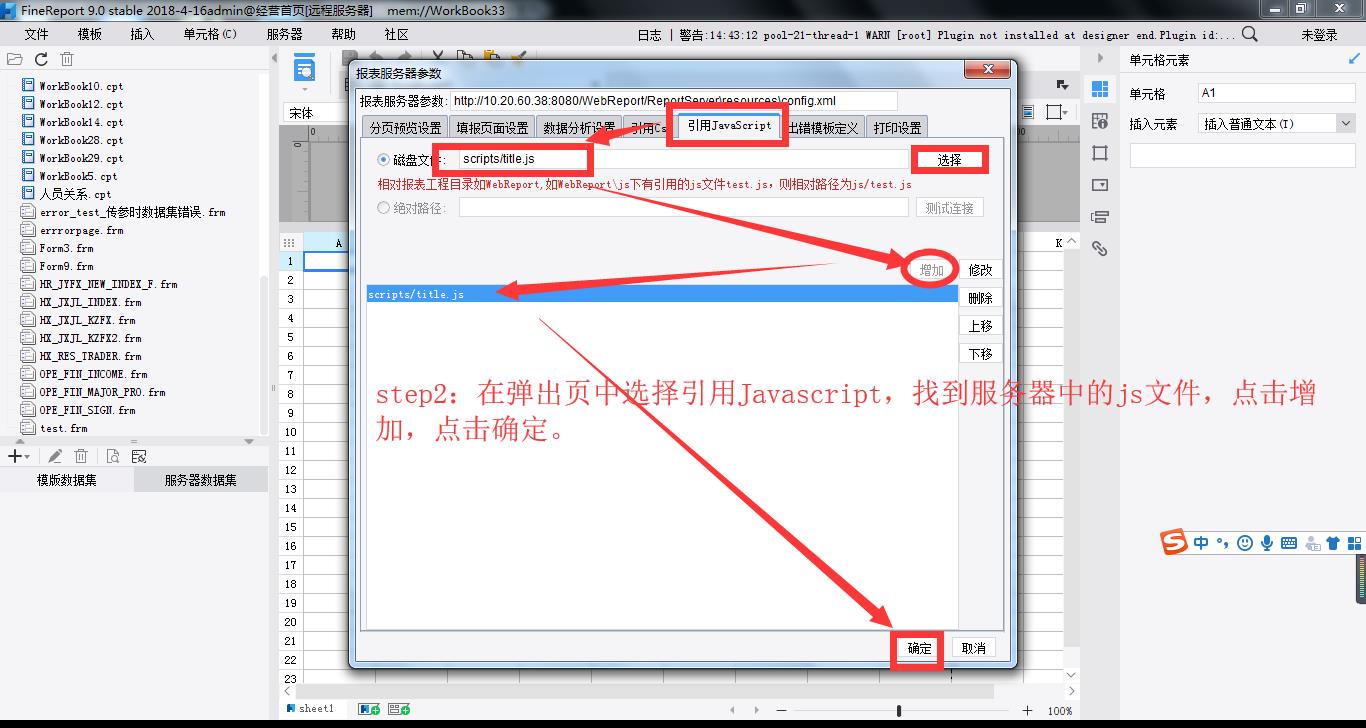 FineReport 9.0 stable 2018-4-16admin@经营首页[远程服务器] mem://WorkBook33
文件 模板 插入 单元格(C) 服务器 帮助 社区
日志 | 警告:14:43:12 pool-21-thread-1 WARN [root] Plugin not installed at designer end.Plugin id:...
未登录
WorkBook10.cpt
WorkBook12.cpt
WorkBook14.cpt
WorkBook28.cpt
WorkBook29.cpt
WorkBook5.cpt
人员关系.cpt
error_test_传参时数据集错误.frm
errrorpage.frm
Form3.frm
Form9.frm
HR_JYFX_NEW_INDEX_F.frm
HX_JXJL_INDEX.frm
HX_JXJL_KZFX.frm
HX_JXJL_KZFX2.frm
HX_RES_TRADER.frm
OPE_FIN_INCOME.frm
OPE_FIN_MAJOR_PRO.frm
OPE_FIN_SIGN.frm
test.frm
模版数据集 服务器数据集
宋体
0
0
A
K
1
2
3
4
5
6
7
8
9
10
11
12
13
14
15
16
17
18
19
20
21
22
23
报表服务器参数
报表服务器参数: http://10.20.60.38:8080/WebReport/ReportServer\resources\config.xml
分页预览设置 填报页面设置 数据分析设置 引用Cs 引用JavaScript 出错模板定义 打印设置
磁盘文件: scripts/title.js 选择
相对报表工程目录如WebReport,如WebReport\js下有引用的js文件test.js，则相对路径为js/test.js
绝对路径: 测试连接
增加 修改
scripts/title.js
删除
上移
下移
step2：在弹出页中选择引用Javascript，找到服务器中的js文件，点击增
加，点击确定。
确定 取消
单元格元素
单元格 A1
插入元素 插入普通文本(I)
中
sheet1
100%